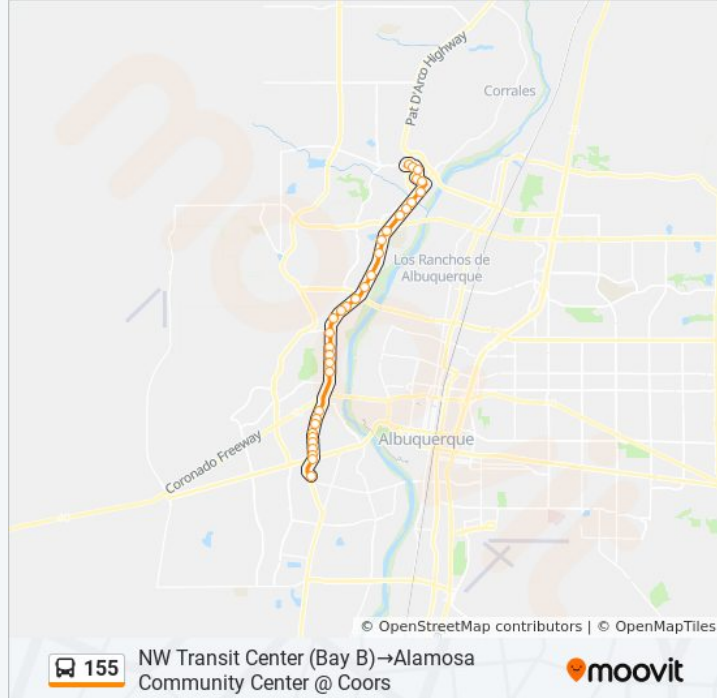 Pat D'Arco Highway
Corrales
Los Ranchos de
Albuquerque
Albuquerque
Coronado Freeway
© OpenStreetMap contributors | © OpenMapTiles
155
NW Transit Center (Bay B)→Alamosa
Community Center @ Coors
moovit